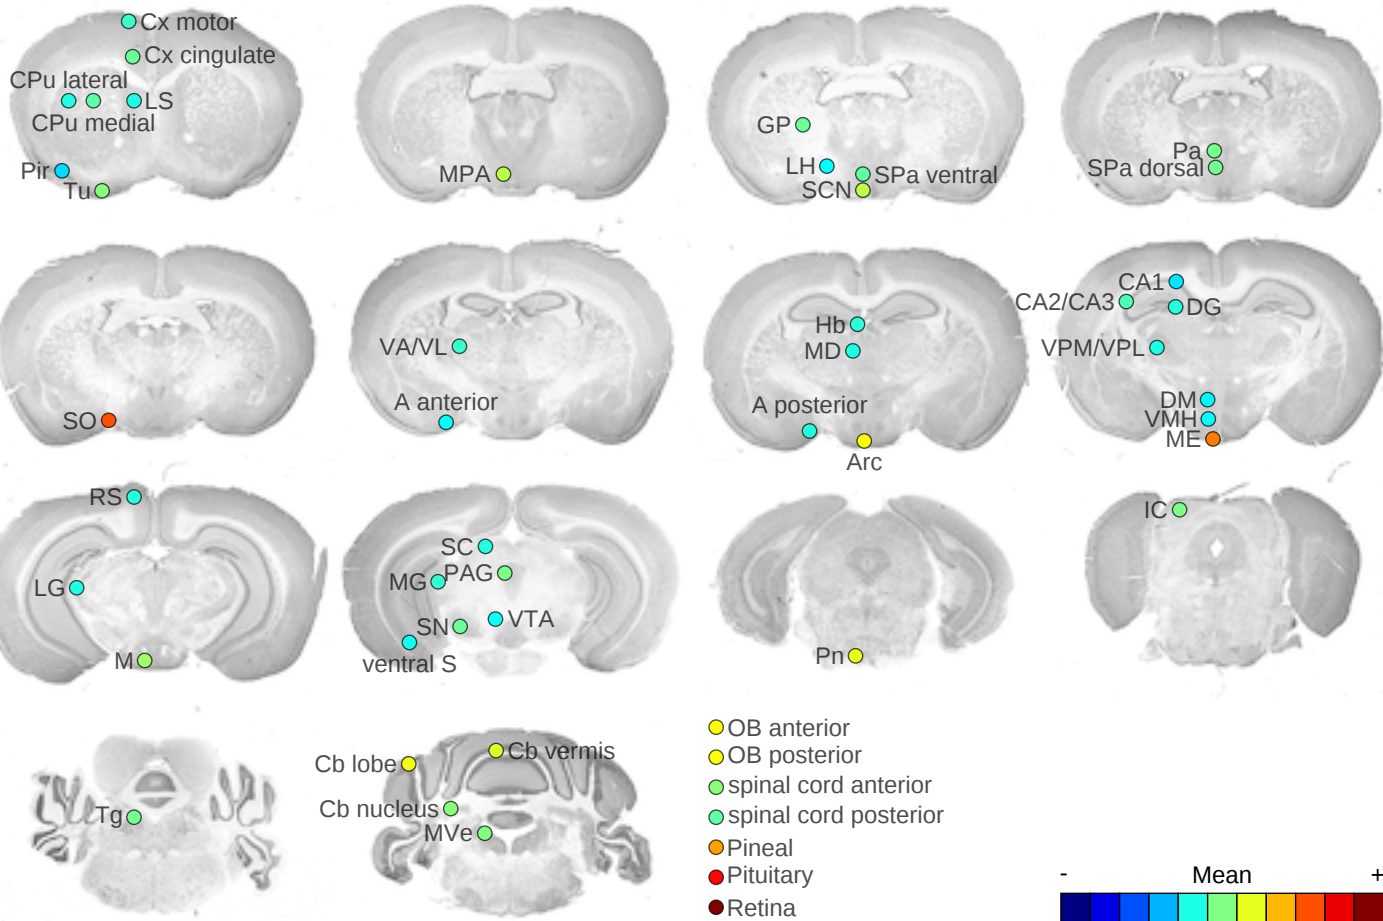 Cx motor
Cx cingulate
CPu lateral
LS
CPu medial
Pir
Tu
MPA
GP
LH
SPa ventral
SCN
Pa
SPa dorsal
SO
VA/VL
A anterior
Hb
MD
A posterior
Arc
CA1
CA2/CA3
DG
VPM/VPL
DM
VMH
ME
RS
LG
M
SC
MG
PAG
SN
VTA
ventral S
Pn
IC
Tg
Cb lobe
Cb vermis
Cb nucleus
MVe
OB anterior
OB posterior
spinal cord anterior
spinal cord posterior
Pineal
Pituitary
Retina
- Mean +